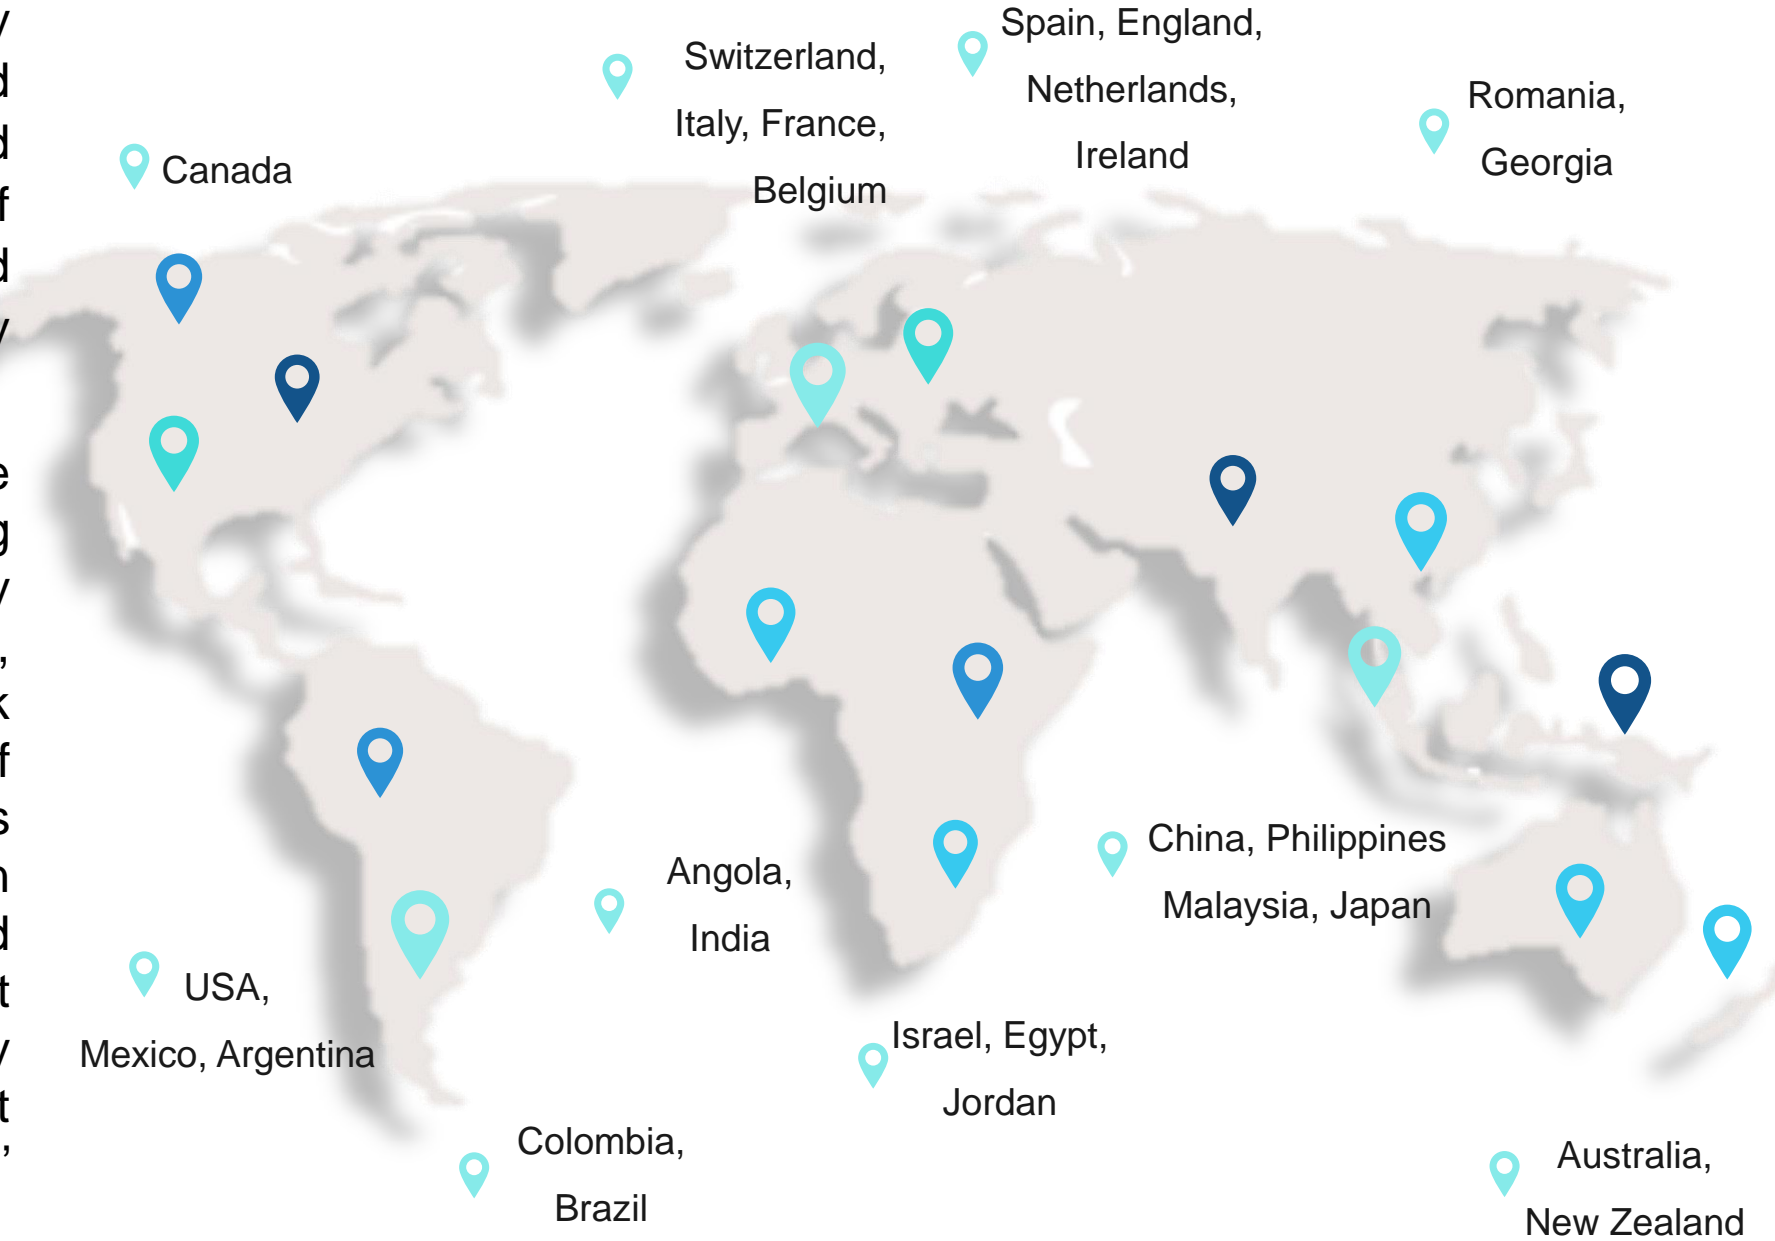 Spain, England,
Netherlands,
Ireland
Switzerland,
Italy, France,
Belgium
Romania,
Georgia
Canada
China, Philippines
Malaysia, Japan
Angola,
India
USA,
Mexico, Argentina
Israel, Egypt,
Jordan
Colombia,
Brazil
Australia,
New Zealand